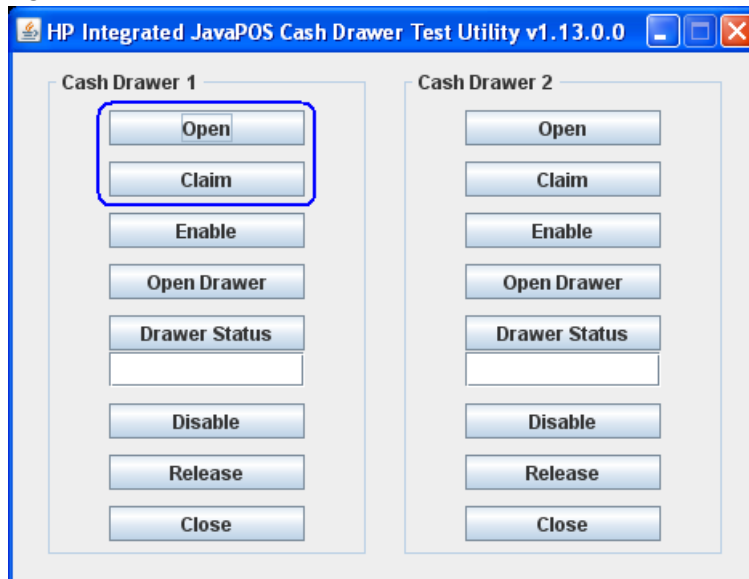 HP Integrated JavaPOS Cash Drawer Test Utility v1.13.0.0
Cash Drawer 1
Open
Claim
Enable
Open Drawer
Drawer Status
Disable
Release
Close
Cash Drawer 2
Open
Claim
Enable
Open Drawer
Drawer Status
Disable
Release
Close